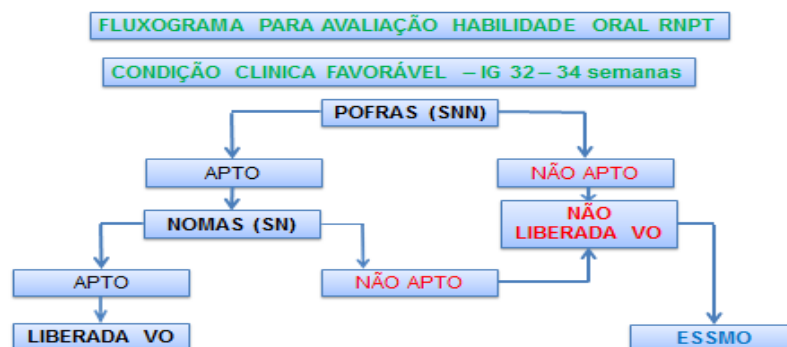 FLUXOGRAMA PARA AVALIAÇÃO HABILIDADE ORAL RNPT
CONDIÇÃO CLINICA FAVORÁVEL – IG 32 – 34 semanas
POFRAS (SNN)
APTO
NÃO APTO
NOMAS (SN)
NÃO
LIBERADA VO
APTO
NÃO APTO
LIBERADA VO
ESSMO